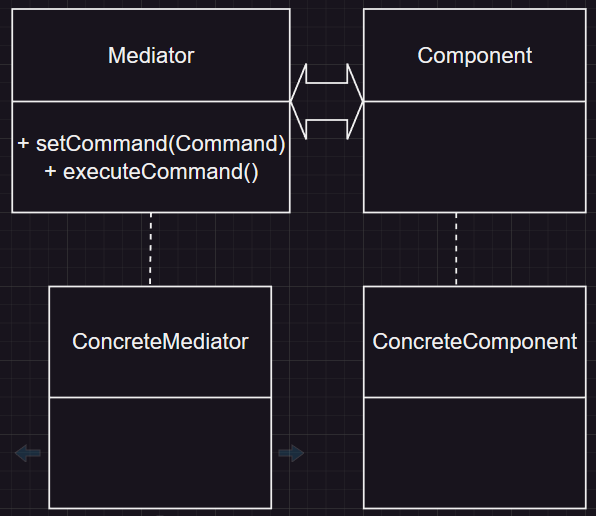 Mediator
Component
+ setCommand(Command)
+ executeCommand()
ConcreteMediator
ConcreteComponent